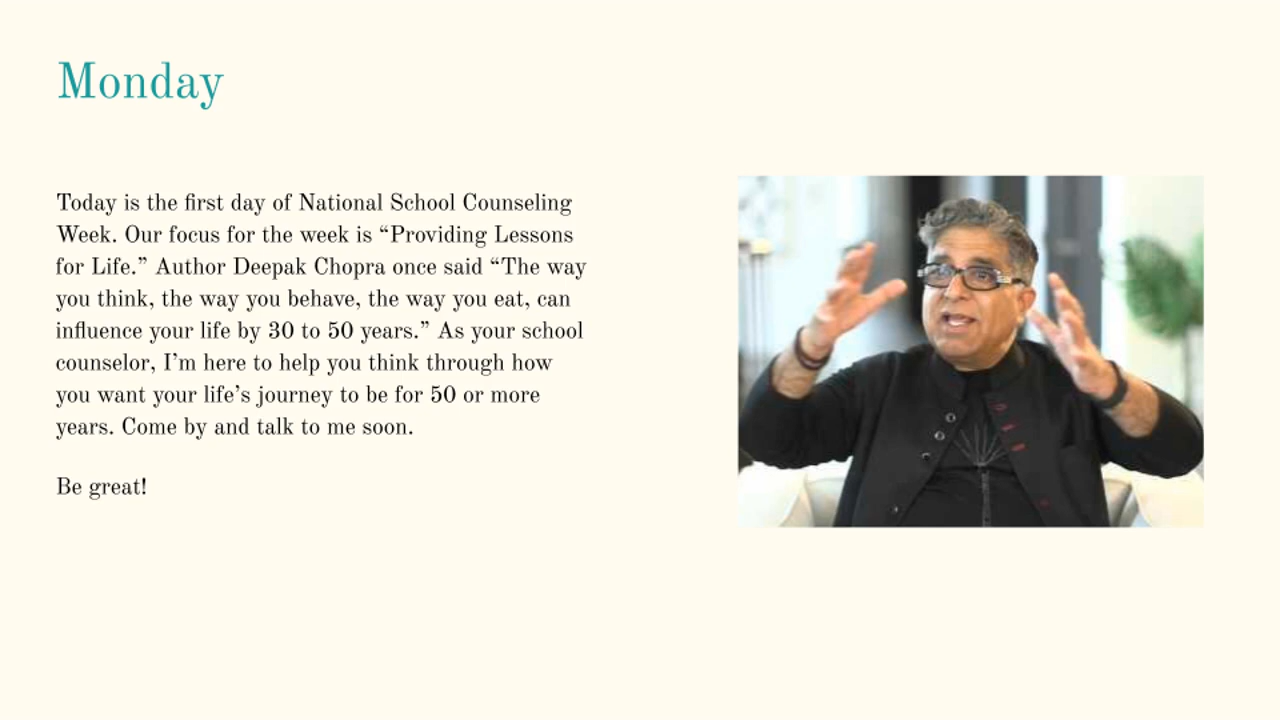 Monday
Today is the first day of National School Counseling
Week. Our focus for the week is “Providing Lessons
for Life.” Author Deepak Chopra once said “The way
you think, the way you behave, the way you eat, can
influence your life by 30 to 50 years.” As your school
counselor, I’m here to help you think through how
you want your life’s journey to be for 50 or more
years. Come by and talk to me soon.
Be great!